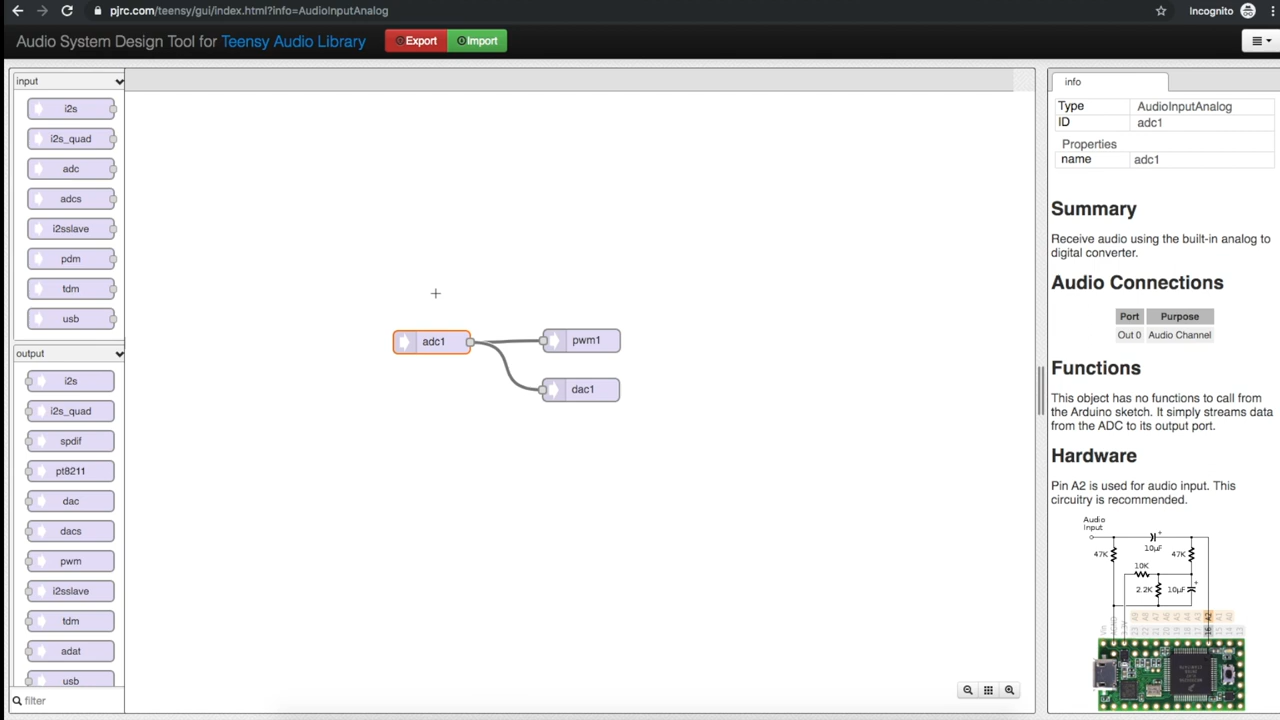 pjrc.com/teensy/gui/index.html?info=AudioInputAnalog
Incognito
Audio System Design Tool for Teensy Audio Library
Export
Import
input
i2s
i2s_quad
adc
adcs
i2sslave
pdm
tdm
usb
output
i2s
i2s_quad
spdif
pt8211
dac
dacs
pwm
i2sslave
tdm
adat
usb
filter
adc1
pwm1
dac1
info
Type AudioInputAnalog
ID adc1
Properties
name adc1
Summary
Receive audio using the built-in analog to
digital converter.
Audio Connections
Port Purpose
Out 0 Audio Channel
Functions
This object has no functions to call from
the Arduino sketch. It simply streams data
from the ADC to its output port.
Hardware
Pin A2 is used for audio input. This
circuitry is recommended.
Audio
Input
10µF
47K
47K
10K
2.2K
10µF
A2
16